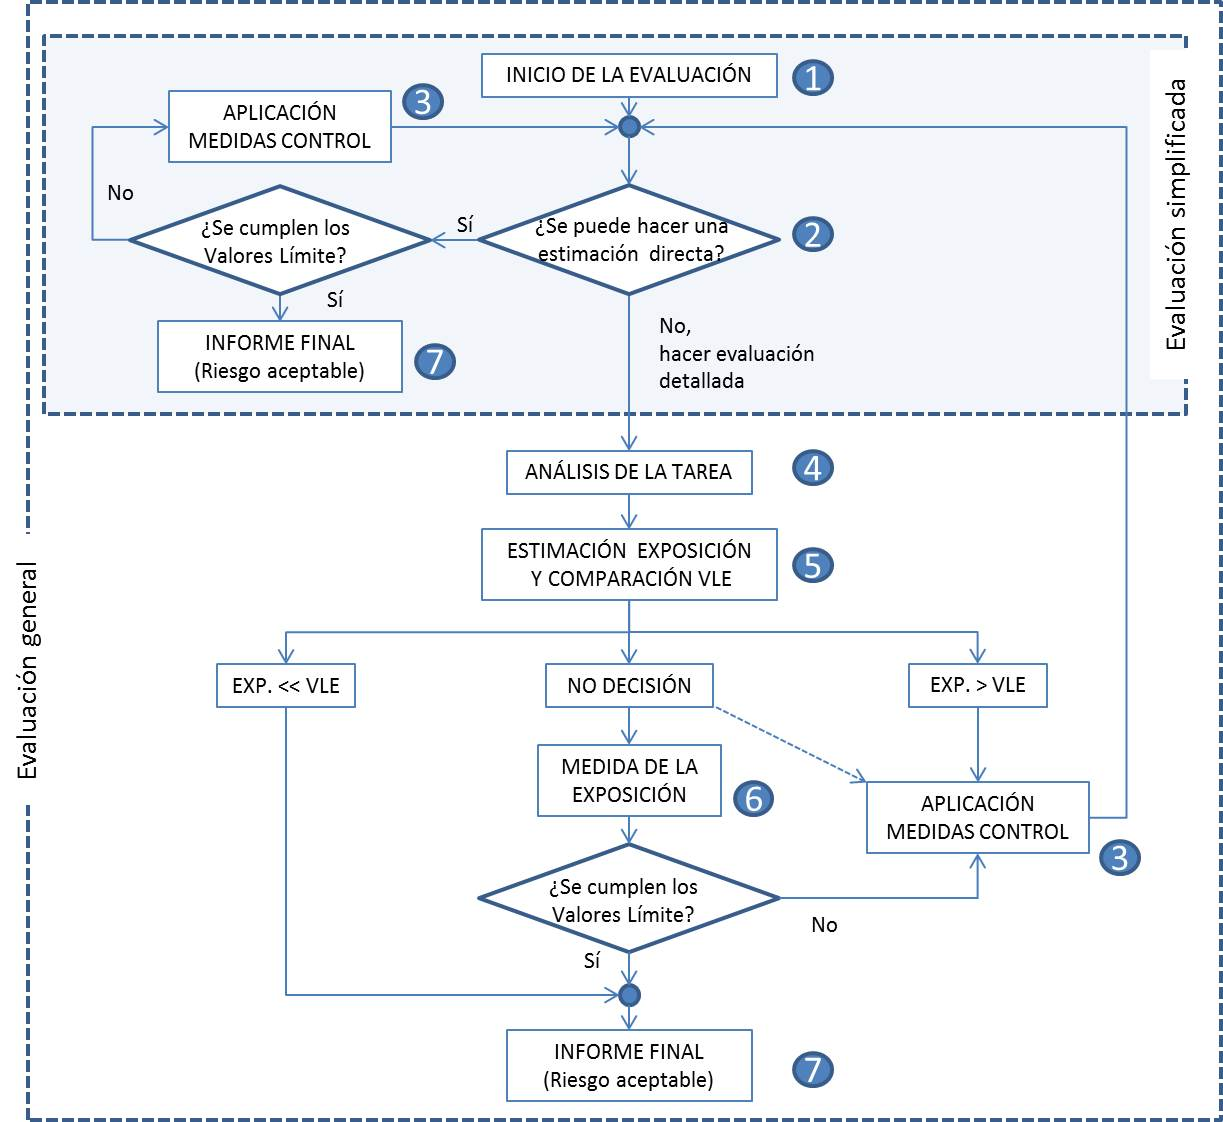 INICIO DE LA EVALUACIÓN
1
APLICACIÓN
MEDIDAS CONTROL
3
No
¿Se cumplen los
Valores Límite?
Sí
¿Se puede hacer una
estimación directa?
2
Sí
INFORME FINAL
(Riesgo aceptable)
7
No,
hacer evaluación
detallada
Evaluación simplificada
ANÁLISIS DE LA TAREA
4
ESTIMACIÓN EXPOSICIÓN
Y COMPARACIÓN VLE
5
Evaluación general
EXP. << VLE
NO DECISIÓN
EXP. > VLE
MEDIDA DE LA
EXPOSICIÓN
6
APLICACIÓN
MEDIDAS CONTROL
3
¿Se cumplen los
Valores Límite?
No
Sí
INFORME FINAL
(Riesgo aceptable)
7